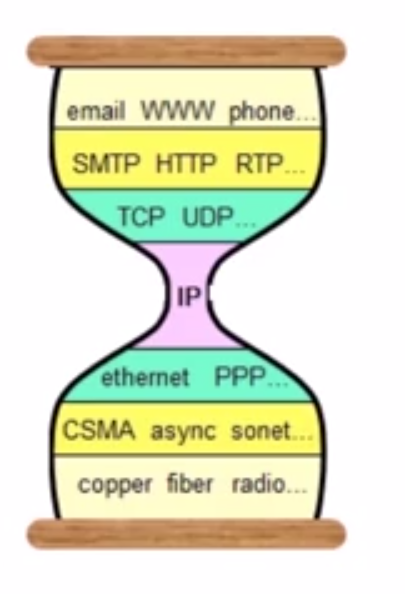 email WWW phone...
SMTP HTTP RTP...
TCP UDP...
IP
ethernet PPP...
CSMA async sonet...
copper fiber radio...